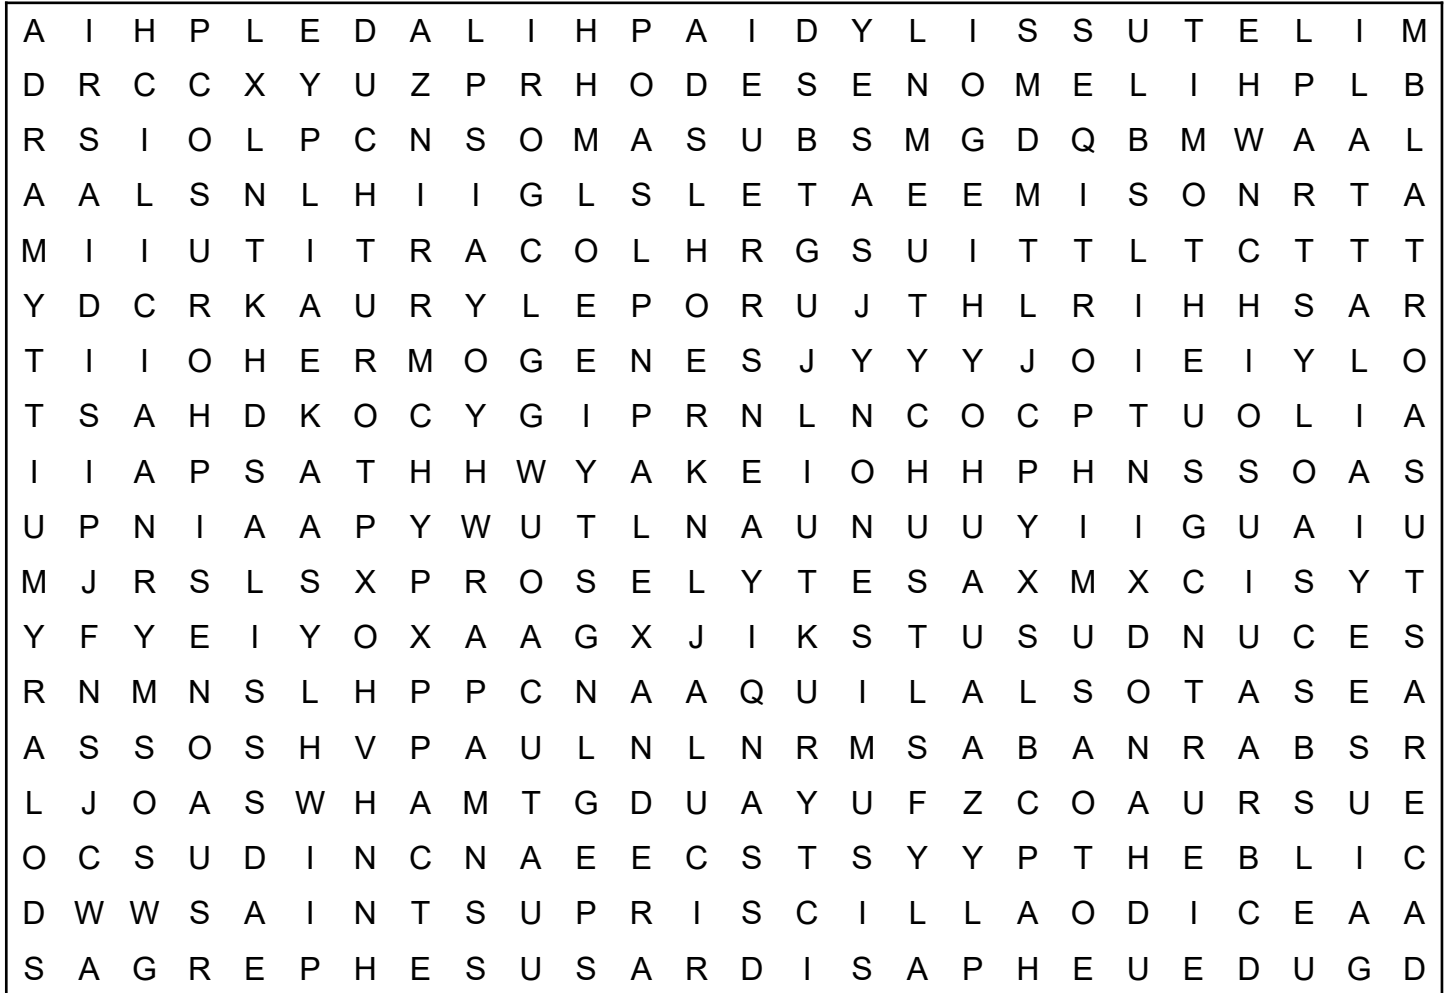 A I H P L E D A L I H P A I D Y L I S S U T E L I M
D R C C X Y U Z P R H O D E S E N O M E L I H P L B
R S I O L P C N S O M A S U B S M G D Q B M W A A L
A A L S N L H I I G L S L E T A E E M I S O N R T A
M I I U T I T R A C O L H R G S U I T T L T C T T T
Y D C R K A U R Y L E P O R U J T H L R I H H S A R
T I I O H E R M O G E N E S J Y Y Y J O I E I Y L O
T S A H D K O C Y G I P R N L N C O C P T U O L I A
I I A P S A T H H W Y A K E I O H H P H N S S O A S
U P N I A A P Y W U T L N A U N U U Y I I G U A I U
M J R S L S X P R O S E L Y T E S A X M X C I S Y T
Y F Y E I Y O X A A G X J I K S T U S U D N U C E S
R N M N S L H P P C N A A Q U I L A L S O T A S E A
A S S O S H V P A U L N L N R M S A B A N R A B S R
L J O A S W H A M T G D U A Y U F Z C O A U R S U E
O C S U D I N C N A E E C S T S Y Y P T H E B L I C
D W W S A I N T S U P R I S C I L L A O D I C E A A
S A G R E P H E S U S A R D I S A P H E U E D U G D